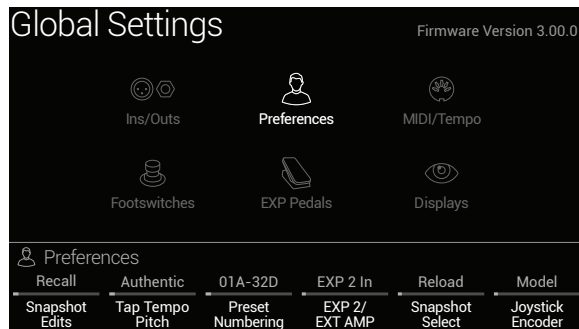 Global Settings
Firmware Version 3.00.0
Ins/Outs Preferences MIDI/Tempo
Footswitches EXP Pedals Displays
Preferences
Recall Authentic 01A-32D EXP 2 In Reload Model
Snapshot Tap Tempo Preset EXP 2/ Snapshot Joystick
Edits Pitch Numbering EXT AMP Select Encoder